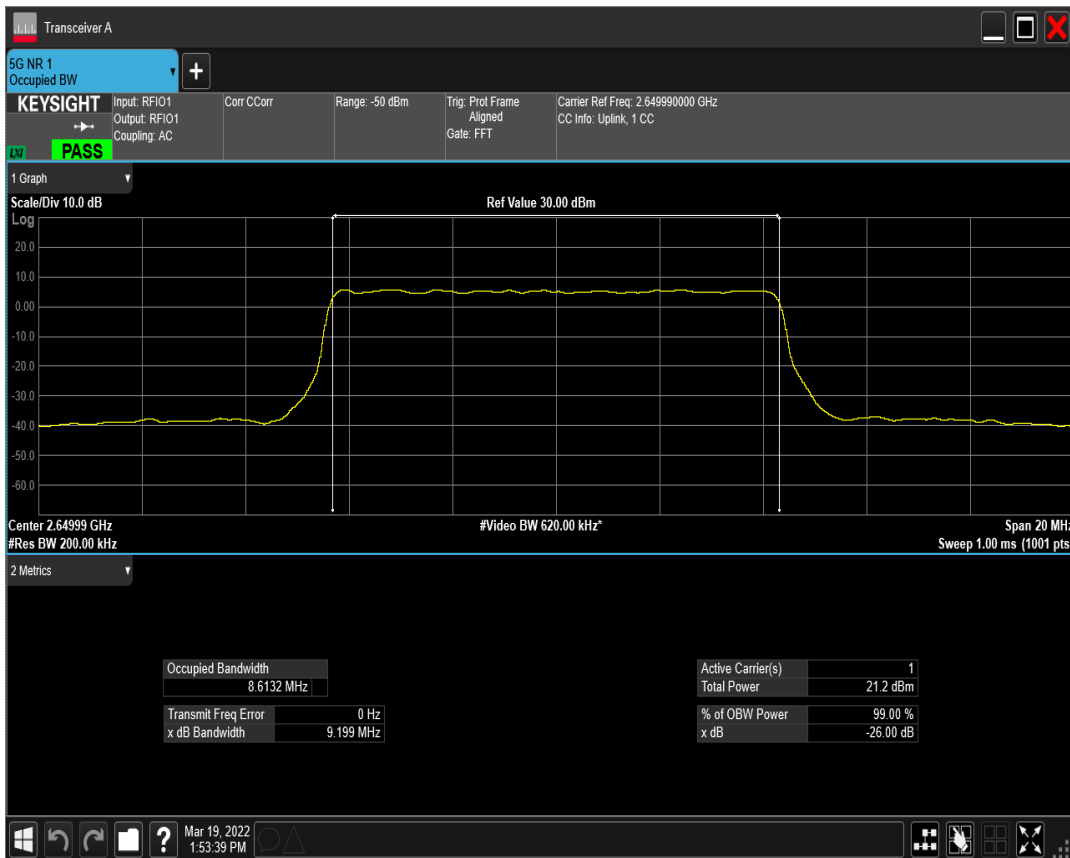 Transceiver A
5G NR 1
Occupied BW
KEYSIGHT
LXI
PASS
Input: RFIO1
Output: RFIO1
Coupling: AC
Corr CCorr
Range: -50 dBm
Trig: Prot Frame
Aligned
Gate: FFT
Carrier Ref Freq: 2.649990000 GHz
CC Info: Uplink, 1 CC
1 Graph
Scale/Div 10.0 dB
Ref Value 30.00 dBm
Log
20.0
10.0
0.00
-10.0
-20.0
-30.0
-40.0
-50.0
-60.0
Center 2.64999 GHz
#Video BW 620.00 kHz*
Span 20 MHz
#Res BW 200.00 kHz
Sweep 1.00 ms (1001 pts
2 Metrics
Occupied Bandwidth
8.6132 MHz
Transmit Freq Error 0 Hz
x dB Bandwidth 9.199 MHz
Active Carrier(s) 1
Total Power 21.2 dBm
% of OBW Power 99.00 %
x dB -26.00 dB
?
Mar 19, 2022
1:53:39 PM